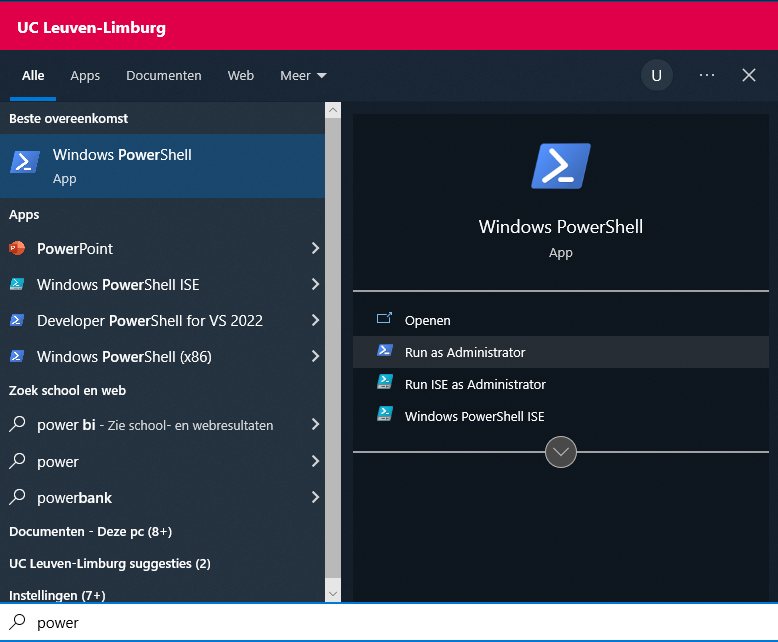 UC Leuven-Limburg
Alle Apps Documenten Web Meer U
Beste overeenkomst
Windows PowerShell
App
Apps
PowerPoint
Windows PowerShell ISE
Developer PowerShell for VS 2022
Windows PowerShell (x86)
Zoek school en web
power bi - Zie school- en webresultaten
power
powerbank
Documenten - Deze pc (8+)
UC Leuven-Limburg suggesties (2)
Instellingen (7+)
Windows PowerShell
App
Openen
Run as Administrator
Run ISE as Administrator
Windows PowerShell ISE
power